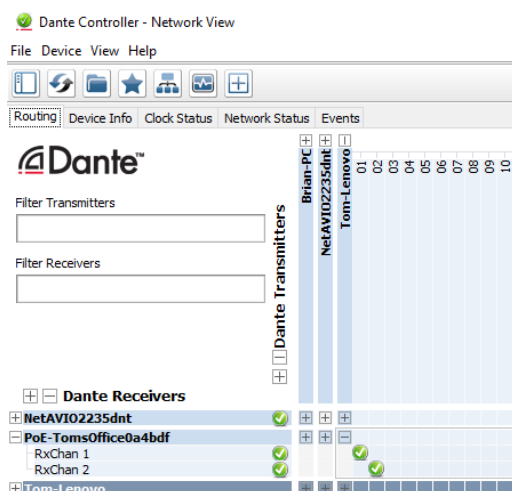 Dante Controller - Network View
File Device View Help
Routing Device Info Clock Status Network Status Events
Dante™
Filter Transmitters
Filter Receivers
Dante Transmitters
Brian-PC
NetAVIO2235dnt
Tom-Lenovo
01 02 03 04 05 06 07 08 09 10
Dante Receivers
NetAVIO2235dnt
PoE-TomsOffice0a4bdf
RxChan 1
RxChan 2
Tom-Lenovo